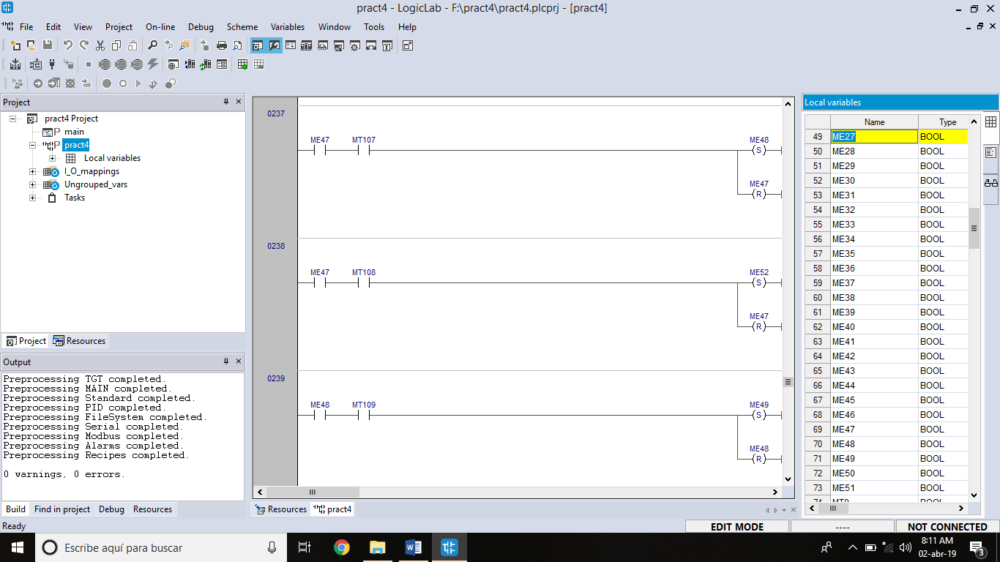 pract4 - LogicLab - F:\pract4\pract4.plcprj - [pract4]
File Edit View Project On-line Debug Scheme Variables Window Tools Help
Project
pract4 Project
main
pract4
Local variables
I_O_mappings
Ungrouped_vars
Tasks
Project Resources
Output
Preprocessing TGT completed.
Preprocessing MAIN completed.
Preprocessing Standard completed.
Preprocessing PID completed.
Preprocessing FileSystem completed.
Preprocessing Serial completed.
Preprocessing Modbus completed.
Preprocessing Alarms completed.
Preprocessing Recipes completed.
0 warnings, 0 errors.
Build Find in project Debug Resources
0237
ME47 MT107 ME48
(S)
ME47
(R)
0238
ME47 MT108 ME52
(S)
ME47
(R)
0239
ME48 MT109 ME49
(S)
ME48
(R)
Resources pract4
Local variables
Name Type
49 ME27 BOOL
50 ME28 BOOL
51 ME29 BOOL
52 ME30 BOOL
53 ME31 BOOL
54 ME32 BOOL
55 ME33 BOOL
56 ME34 BOOL
57 ME35 BOOL
58 ME36 BOOL
59 ME37 BOOL
60 ME38 BOOL
61 ME39 BOOL
62 ME40 BOOL
63 ME41 BOOL
64 ME42 BOOL
65 ME43 BOOL
66 ME44 BOOL
67 ME45 BOOL
68 ME46 BOOL
69 ME47 BOOL
70 ME48 BOOL
71 ME49 BOOL
72 ME50 BOOL
73 ME51 BOOL
Ready
EDIT MODE ---- NOT CONNECTED
Escribe aquí para buscar
8:11 AM
02-abr-19
3